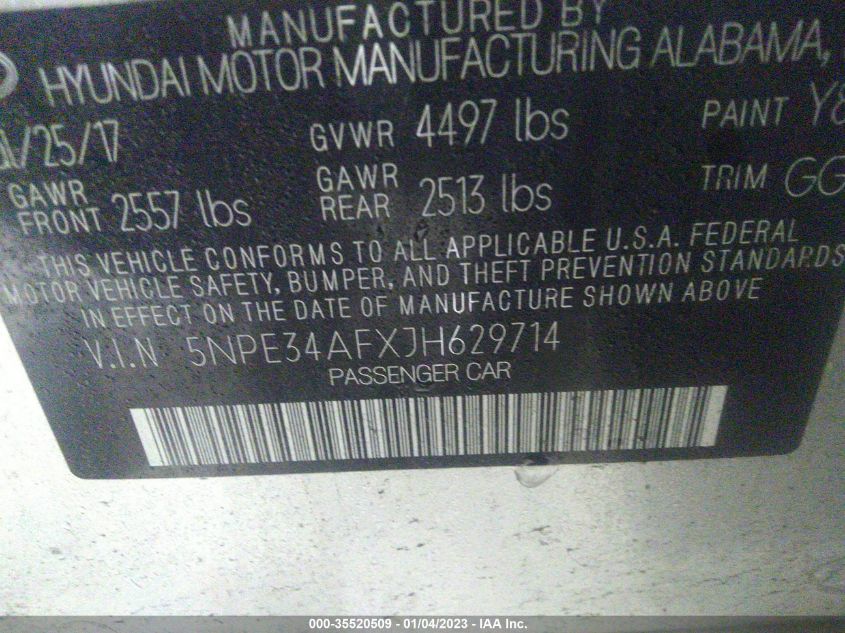 MANUFACTURED BY
HYUNDAI MOTOR MANUFACTURING ALABAMA,
/25/17 GVWR 4497 lbs PAINT
GAWR FRONT 2557 lbs GAWR REAR 2513 lbs TRIM GG
THIS VEHICLE CONFORMS TO ALL APPLICABLE U.S.A. FEDERAL
MOTOR VEHICLE SAFETY, BUMPER, AND THEFT PREVENTION STANDARDS
IN EFFECT ON THE DATE OF MANUFACTURE SHOWN ABOVE
V.I.N 5NPE34AFXJH629714
PASSENGER CAR
000-35520509 - 01/04/2023 - IAA Inc.